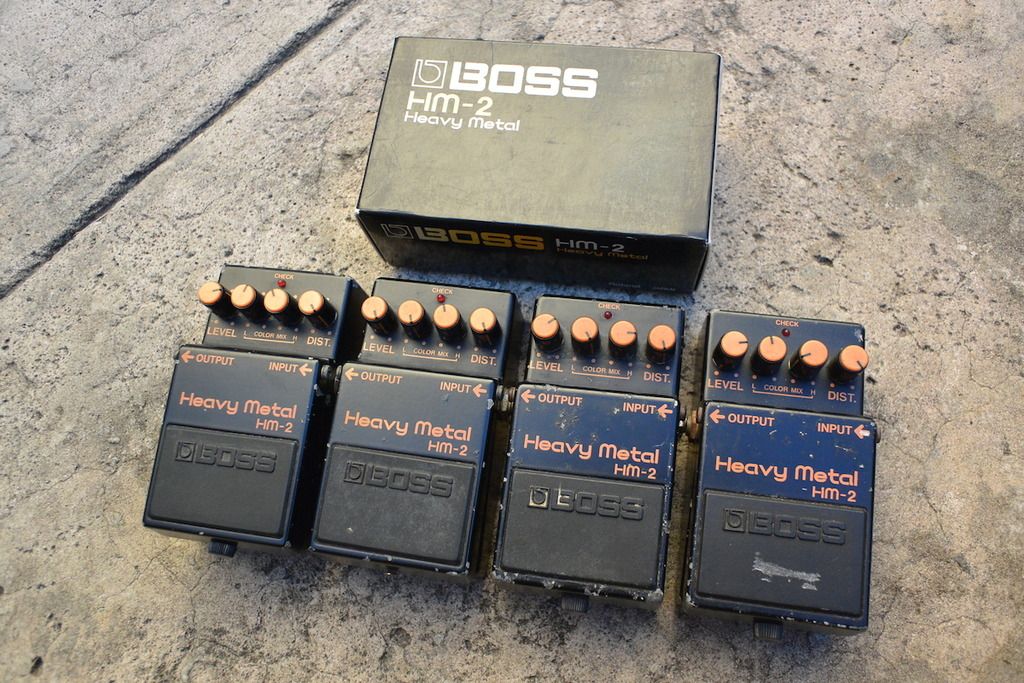 BOSS
HM-2
Heavy Metal
BOSS HM-2
Heavy Metal
CHECK
LEVEL L COLOR MIX H DIST.
OUTPUT INPUT
Heavy Metal
HM-2
BOSS
CHECK
LEVEL L COLOR MIX H DIST.
OUTPUT INPUT
Heavy Metal
HM-2
BOSS
CHECK
LEVEL L COLOR MIX H DIST.
OUTPUT INPUT
Heavy Metal
HM-2
BOSS
CHECK
LEVEL L COLOR MIX H DIST.
OUTPUT INPUT
Heavy Metal
HM-2
BOSS